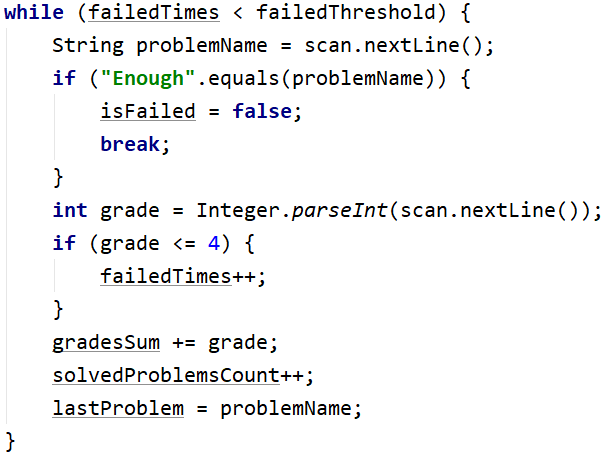 while (failedTimes < failedThreshold) {
    String problemName = scan.nextLine();
    if ("Enough".equals(problemName)) {
        isFailed = false;
        break;
    }
    int grade = Integer.parseInt(scan.nextLine());
    if (grade <= 4) {
        failedTimes++;
    }
    gradesSum += grade;
    solvedProblemsCount++;
    lastProblem = problemName;
}